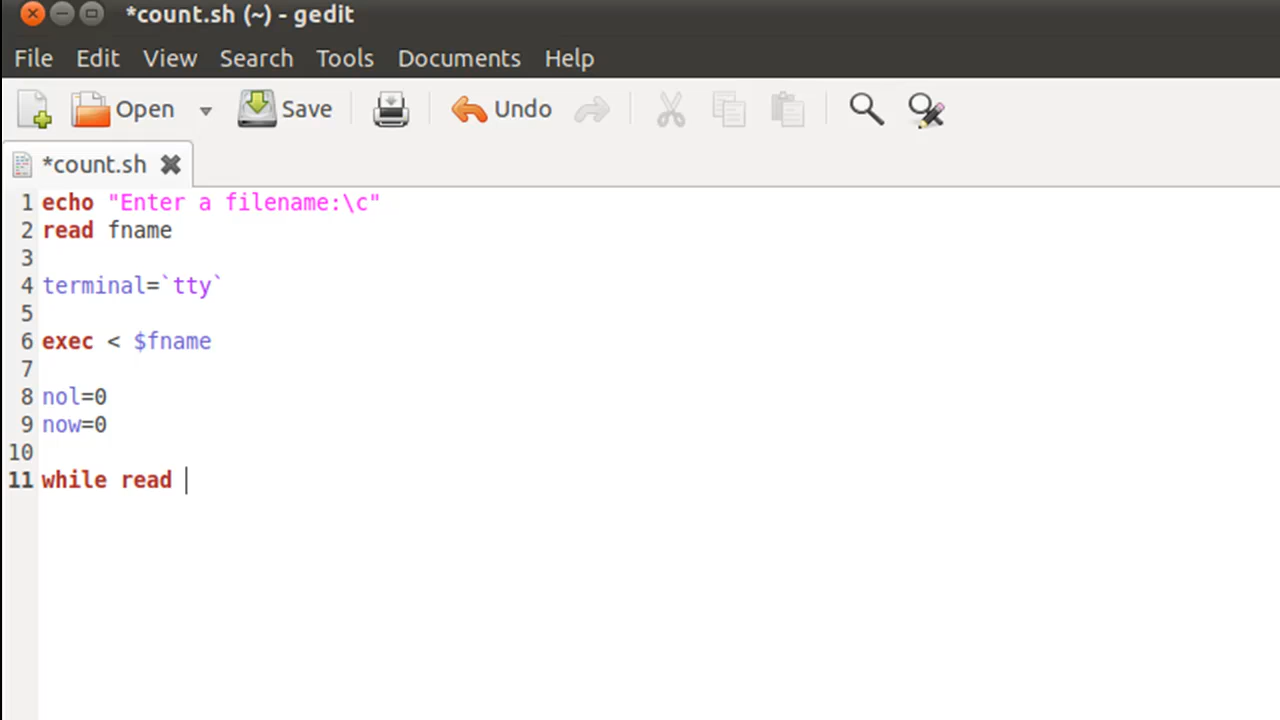 *count.sh (~) - gedit
File Edit View Search Tools Documents Help
Open Save Undo
*count.sh
1 echo "Enter a filename:\c"
2 read fname
3
4 terminal=`tty`
5
6 exec < $fname
7
8 nol=0
9 now=0
10
11 while read